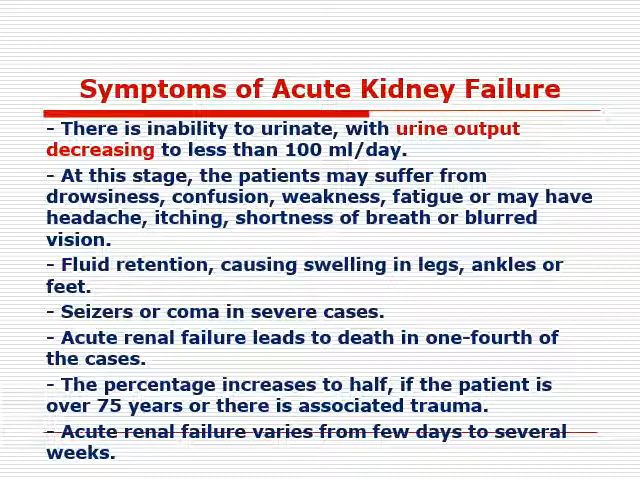 Symptoms of Acute Kidney Failure
- There is inability to urinate, with urine output
decreasing to less than 100 ml/day.
- At this stage, the patients may suffer from
drowsiness, confusion, weakness, fatigue or may have
headache, itching, shortness of breath or blurred
vision.
- Fluid retention, causing swelling in legs, ankles or
feet.
- Seizers or coma in severe cases.
- Acute renal failure leads to death in one-fourth of
the cases.
- The percentage increases to half, if the patient is
over 75 years or there is associated trauma.
- Acute renal failure varies from few days to several
weeks.